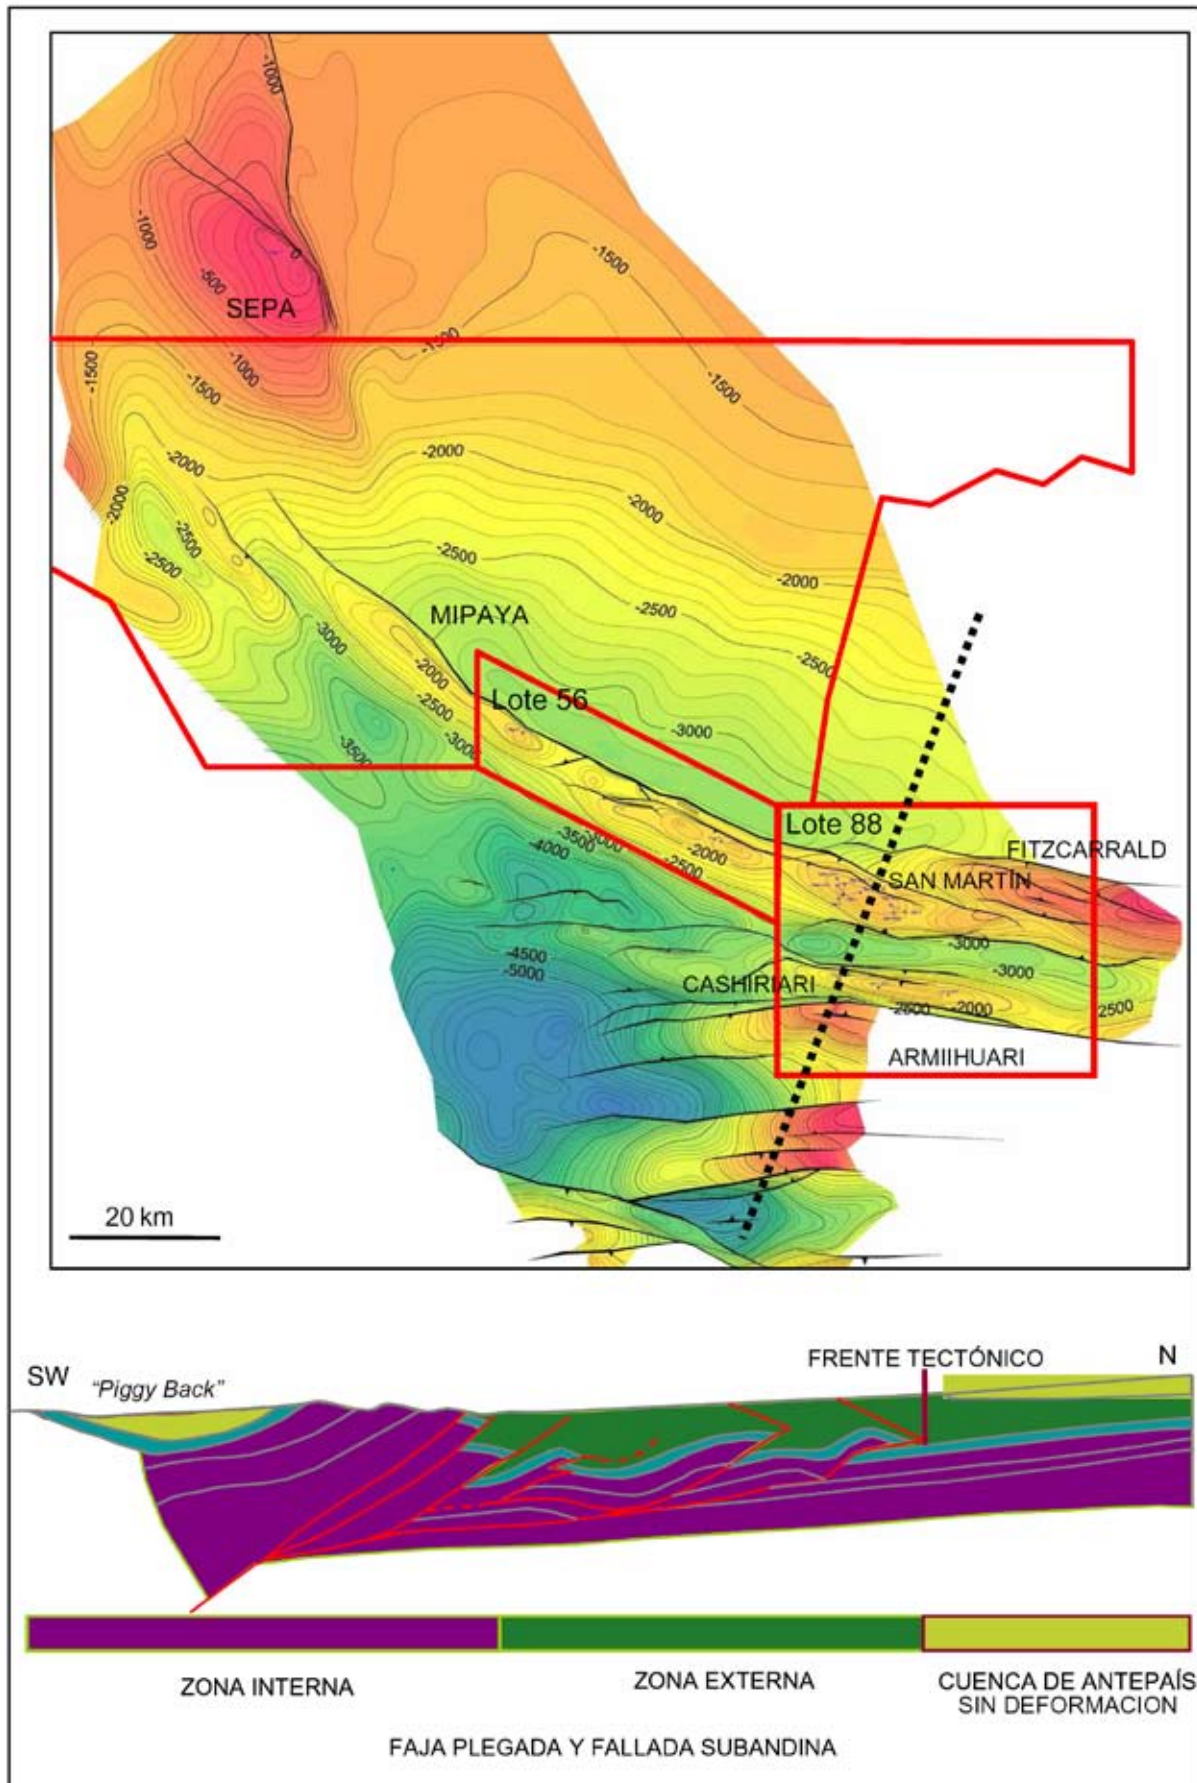 -1000
-1000
-500
0
SEPA
-1500
-1500
-1500
-1000
-1500
-1500
-2000
-2000
-2000
-2000
-2500
-2500
-2500
-2000
-2500
MIPAYA
-3000
-2500
-2000
Lote 56
-2500
-3000
-3000
-3500
Lote 88
-3500
-4000
-2000
-2500
FITZCARRALD
SAN MARTÍN
-3000
-4500
-5000
-3000
CASHIRIARI
-2500
-2000
2500
ARMIIHUARI
20 km
FRENTE TECTÓNICO
N
SW
"Piggy Back"
ZONA INTERNA
ZONA EXTERNA
CUENCA DE ANTEPAÍS
SIN DEFORMACION
FAJA PLEGADA Y FALLADA SUBANDINA